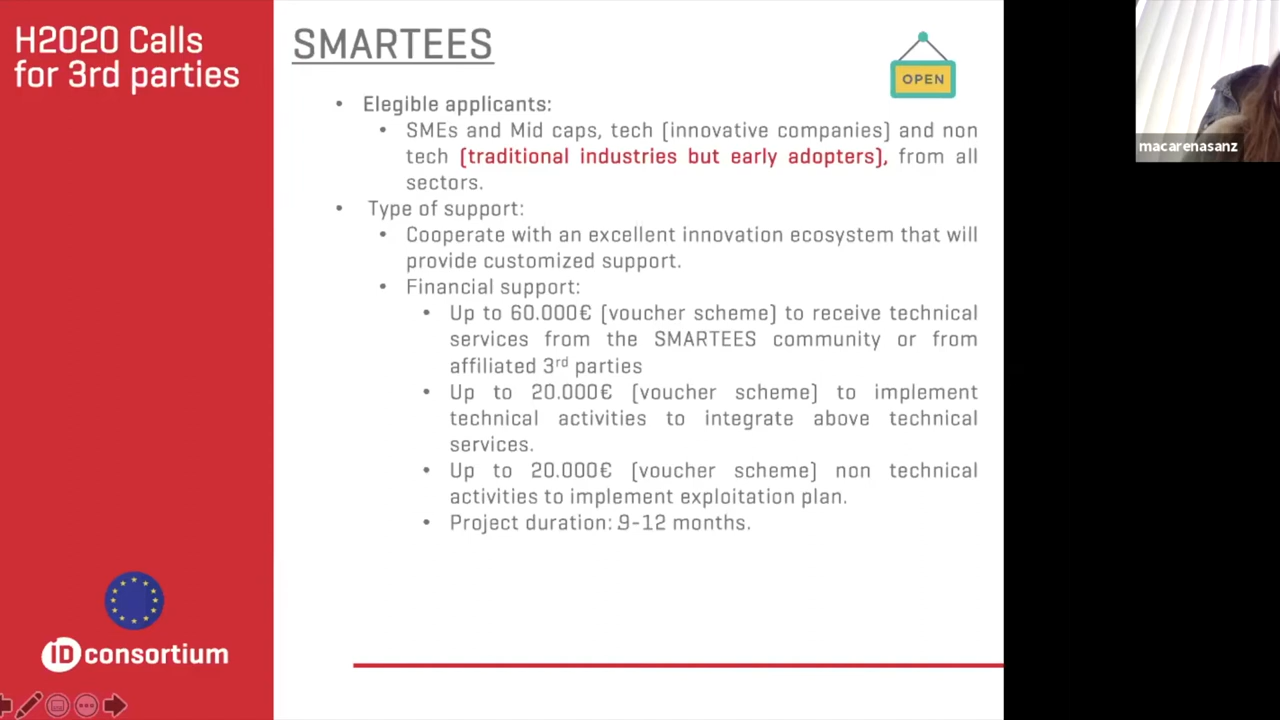 H2020 Calls
for 3rd parties
SMARTEES
OPEN
• Elegible applicants:
• SMEs and Mid caps, tech (innovative companies) and non
tech (traditional industries but early adopters), from all
sectors.
• Type of support:
• Cooperate with an excellent innovation ecosystem that will
provide customized support.
• Financial support:
• Up to 60.000€ (voucher scheme) to receive technical
services from the SMARTEES community or from
affiliated 3rd parties
• Up to 20.000€ (voucher scheme) to implement
technical activities to integrate above technical
services.
• Up to 20.000€ (voucher scheme) non technical
activities to implement exploitation plan.
• Project duration: 9-12 months.
iD consortium
macarenasanz